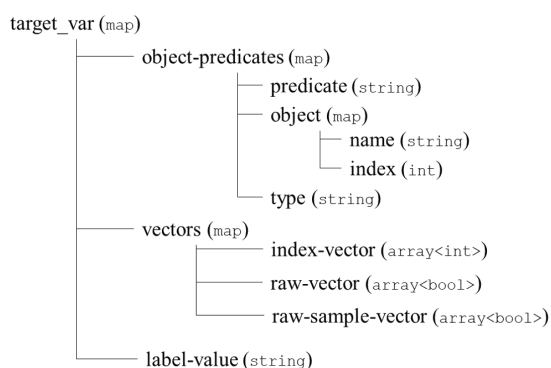 target_var (map)
object-predicates (map)
predicate (string)
object (map)
name (string)
index (int)
type (string)
vectors (map)
index-vector (array<int>)
raw-vector (array<bool>)
raw-sample-vector (array<bool>)
label-value (string)